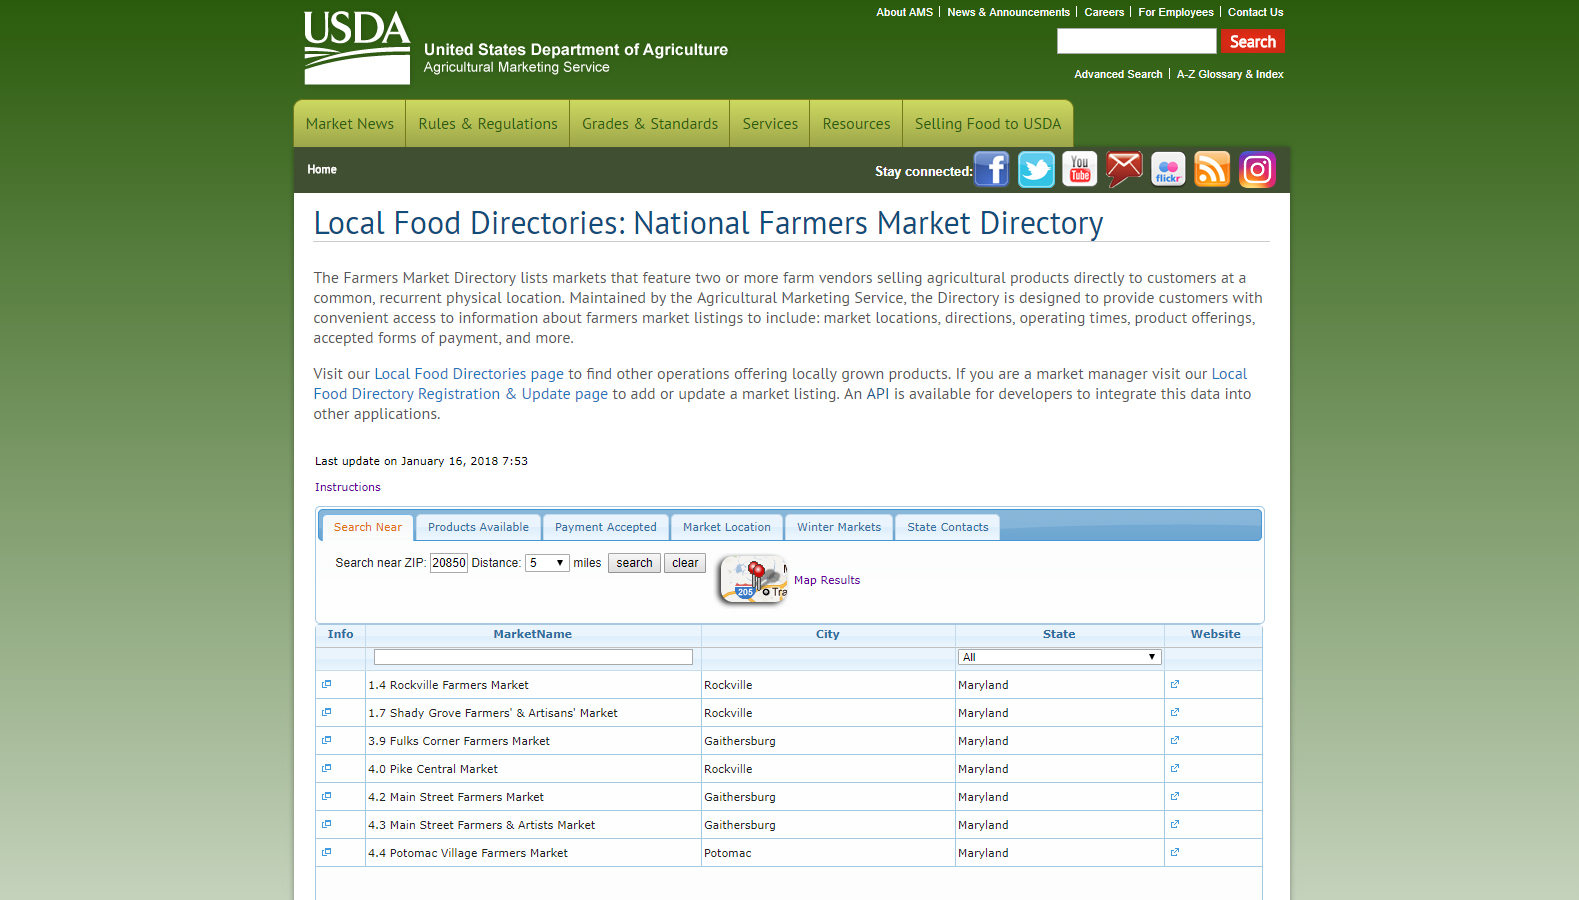 About AMS | News & Announcements | Careers | For Employees | Contact Us
USDA
United States Department of Agriculture
Agricultural Marketing Service
Search
Advanced Search | A-Z Glossary & Index
Market News Rules & Regulations Grades & Standards Services Resources Selling Food to USDA
Home Stay connected: You Tube flickr
Local Food Directories: National Farmers Market Directory
The Farmers Market Directory lists markets that feature two or more farm vendors selling agricultural products directly to customers at a
common, recurrent physical location. Maintained by the Agricultural Marketing Service, the Directory is designed to provide customers with
convenient access to information about farmers market listings to include: market locations, directions, operating times, product offerings,
accepted forms of payment, and more.
Visit our Local Food Directories page to find other operations offering locally grown products. If you are a market manager visit our Local
Food Directory Registration & Update page to add or update a market listing. An API is available for developers to integrate this data into
other applications.
Last update on January 16, 2018 7:53
Instructions
Search Near Products Available Payment Accepted Market Location Winter Markets State Contacts
Search near ZIP: 20850 Distance: 5 miles search clear
205 Tra Map Results
Info MarketName City State Website
All
1.4 Rockville Farmers Market Rockville Maryland
1.7 Shady Grove Farmers' & Artisans' Market Rockville Maryland
3.9 Fulks Corner Farmers Market Gaithersburg Maryland
4.0 Pike Central Market Rockville Maryland
4.2 Main Street Farmers Market Gaithersburg Maryland
4.3 Main Street Farmers & Artists Market Gaithersburg Maryland
4.4 Potomac Village Farmers Market Potomac Maryland